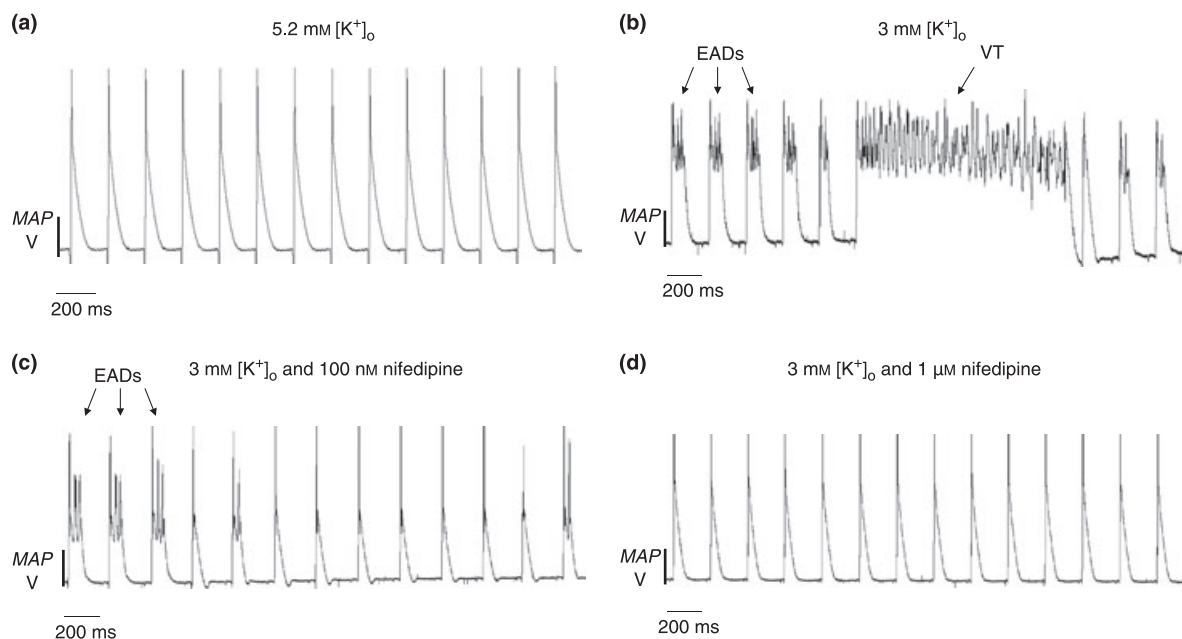 (a)
5.2 mM [K+]o
MAP
V
200 ms
(b)
3 mM [K+]o
EADs
VT
MAP
V
200 ms
(c)
3 mM [K+]o and 100 nM nifedipine
EADs
MAP
V
200 ms
(d)
3 mM [K+]o and 1 μM nifedipine
MAP
V
200 ms